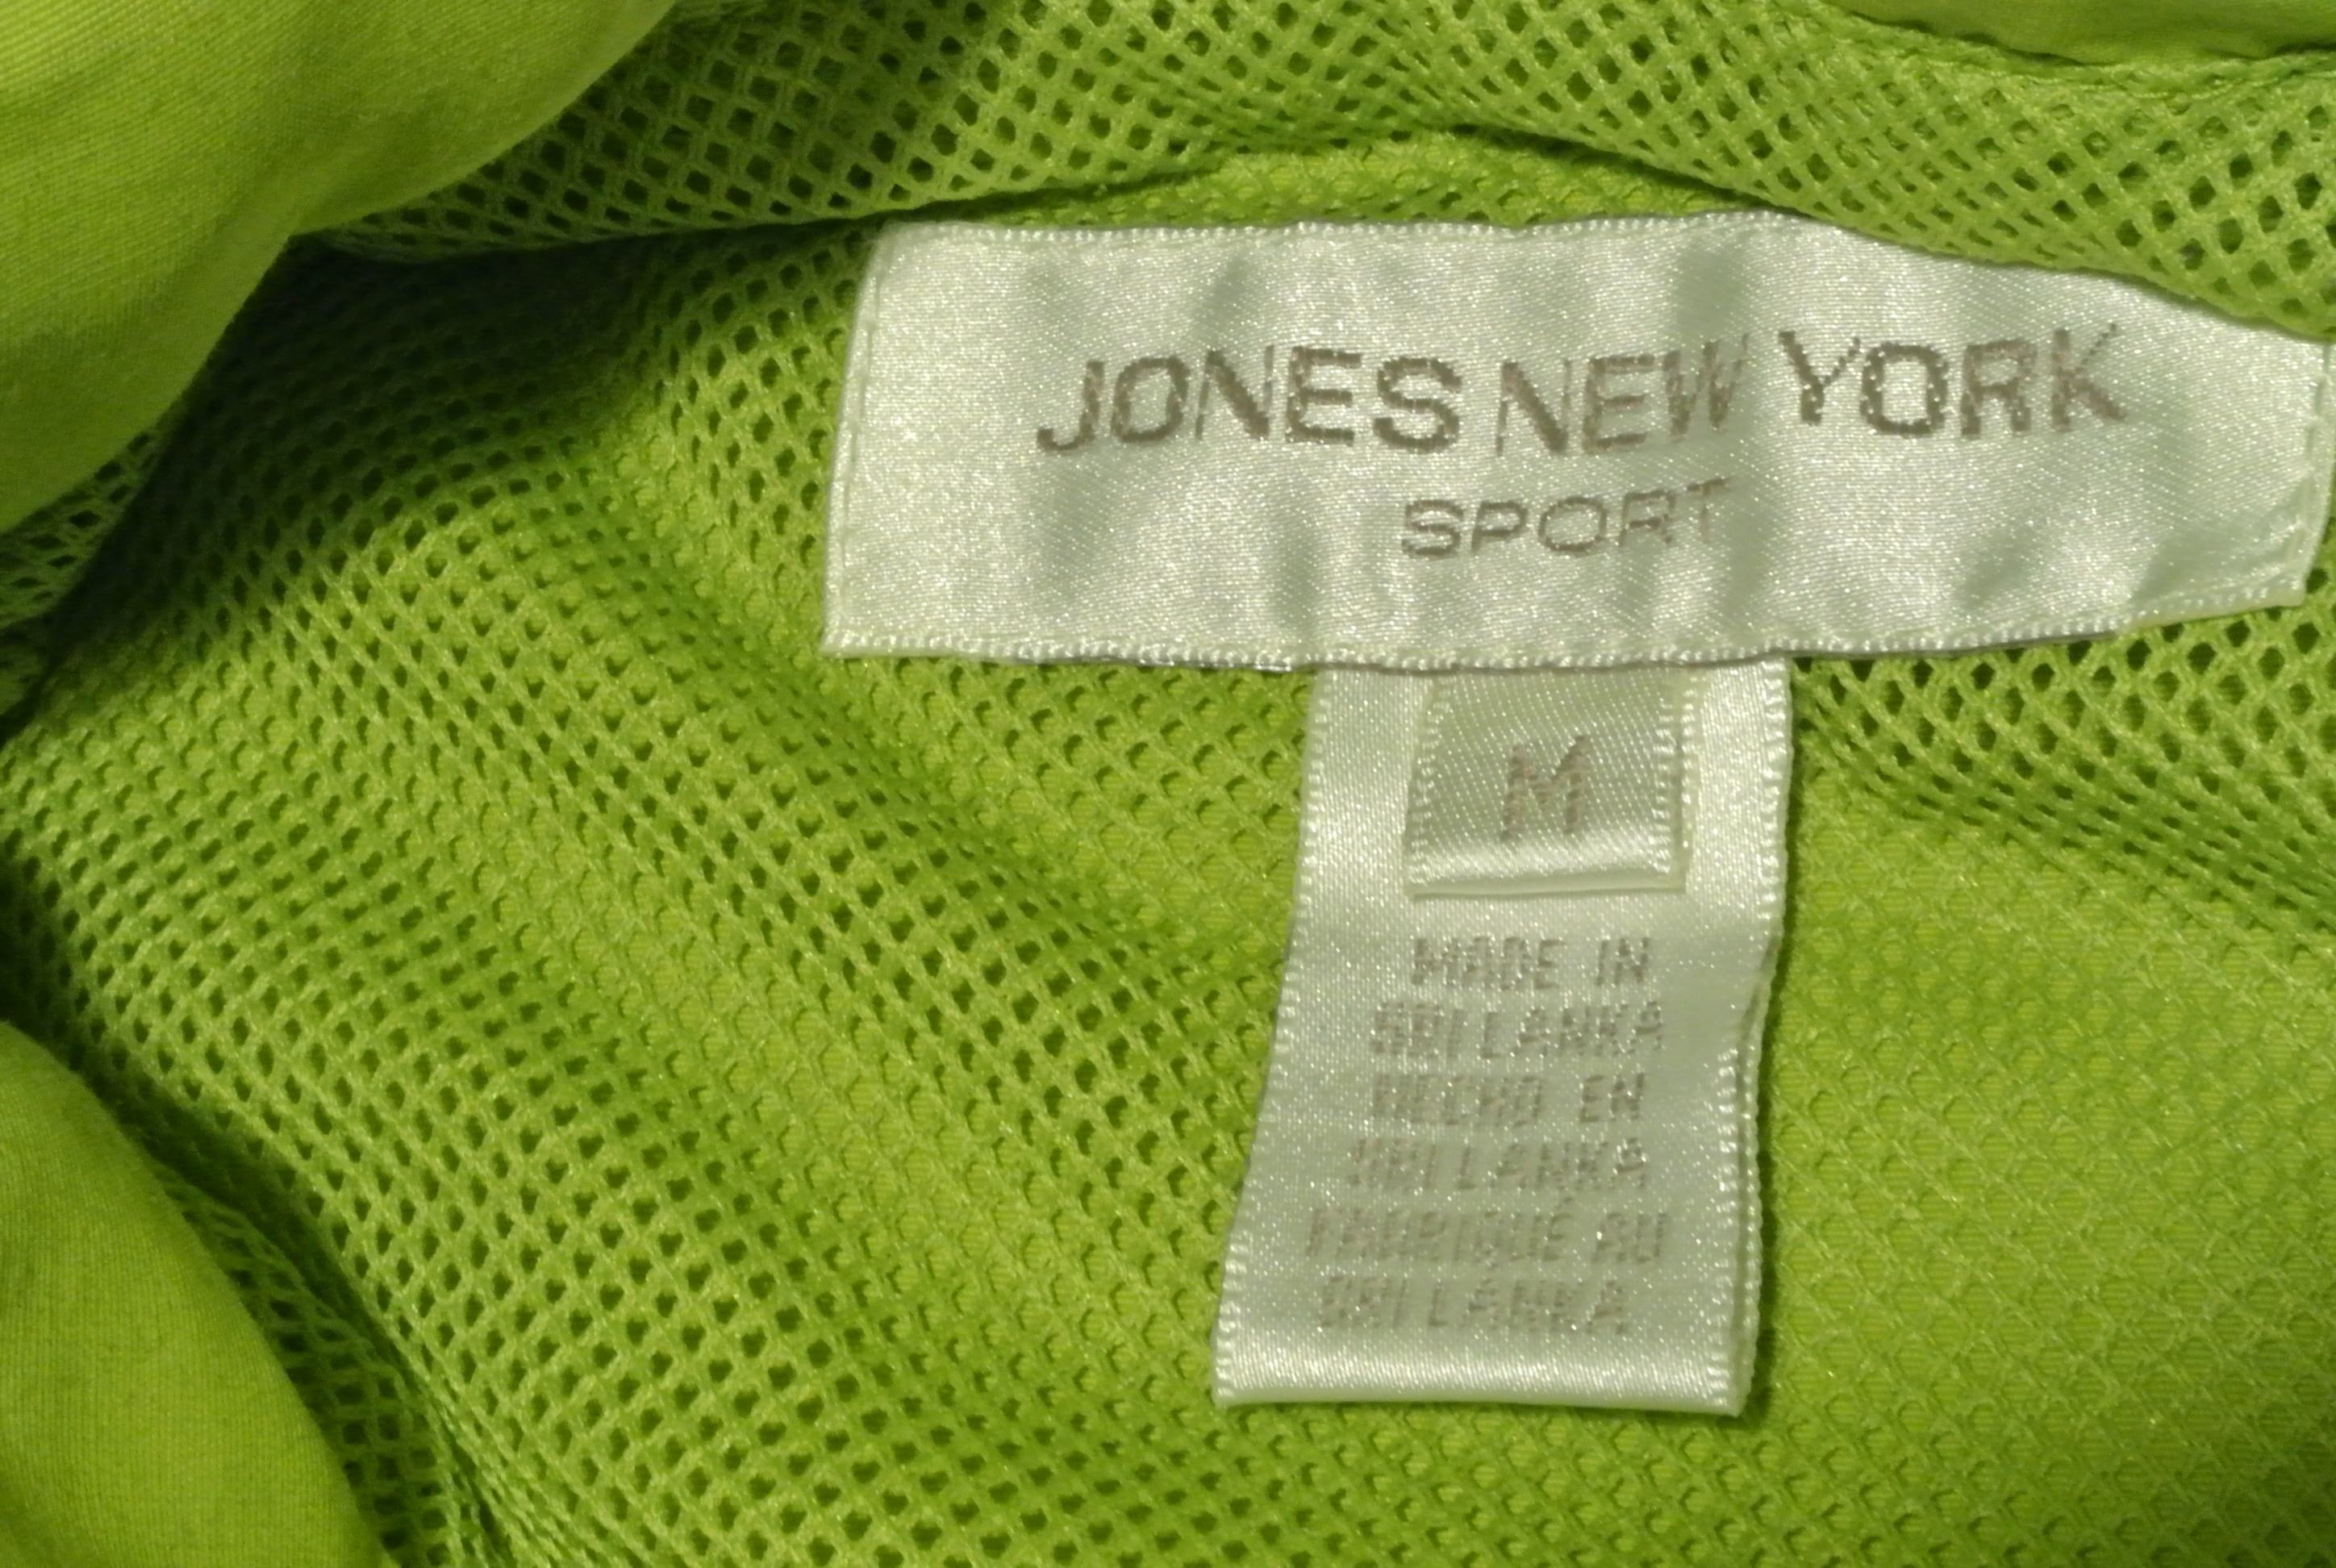 JONES NEW YORK
SPORT
M
MADE IN
SRI LANKA
HECHO EN
SRI LANKA
FABRIQUÉ AU
SRI LANKA